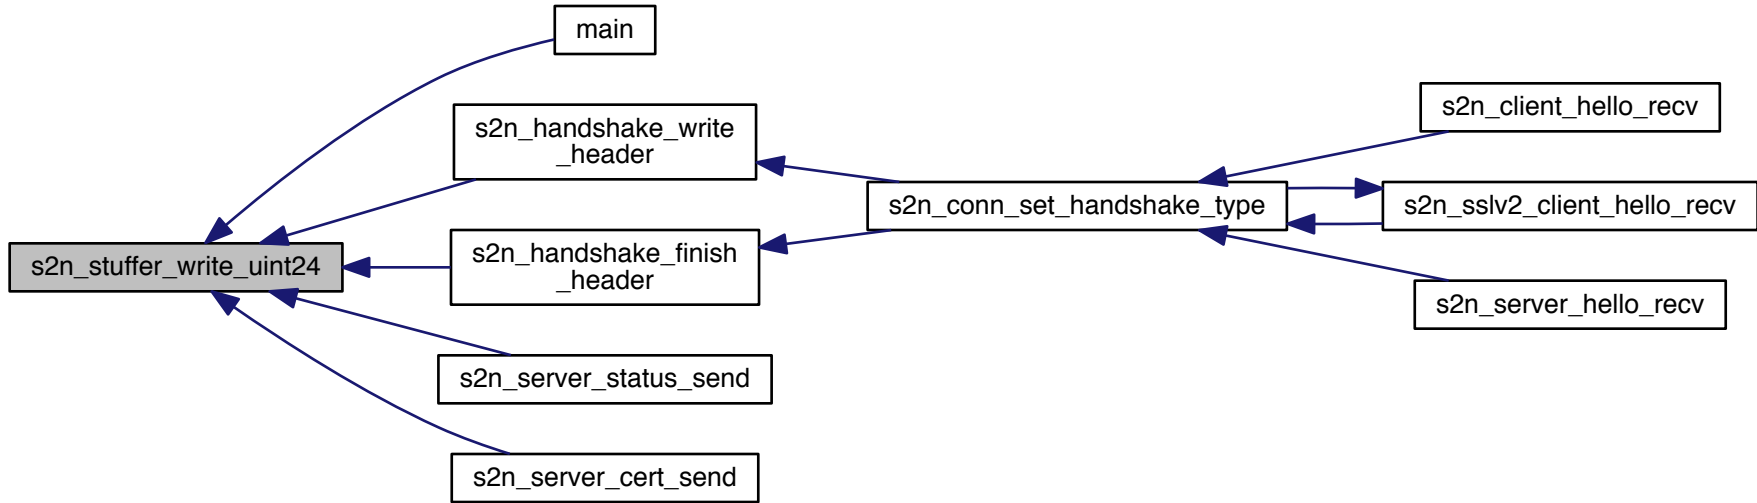 main
s2n_client_hello_recv
s2n_handshake_write
_header
s2n_conn_set_handshake_type
s2n_sslv2_client_hello_recv
s2n_stuffer_write_uint24
s2n_handshake_finish
_header
s2n_server_hello_recv
s2n_server_status_send
s2n_server_cert_send